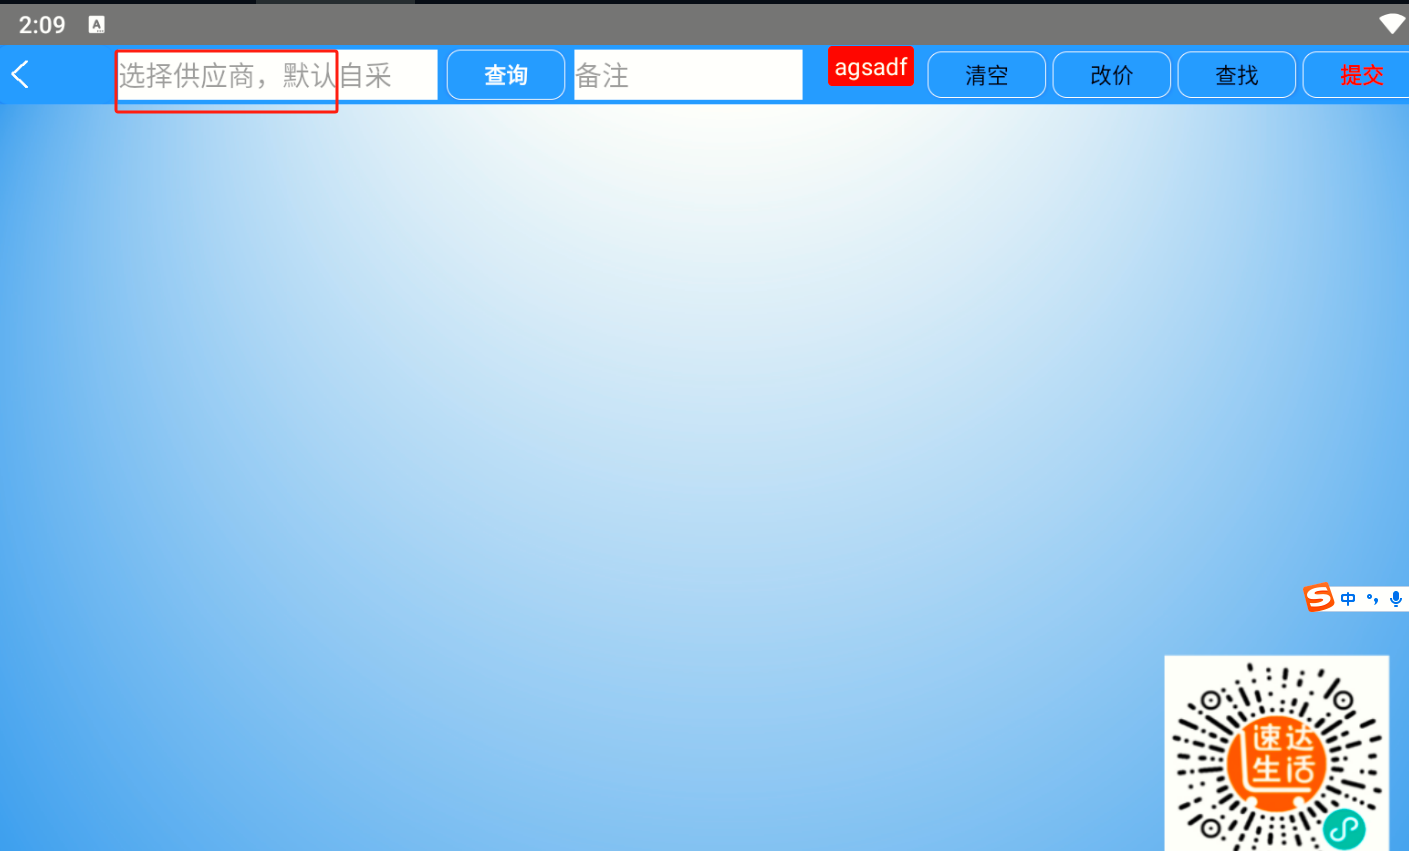 2:09 A
选择供应商，默认自采 查询 备注 agsadf 清空 改价 查找 提交
中 °,
速达
生活